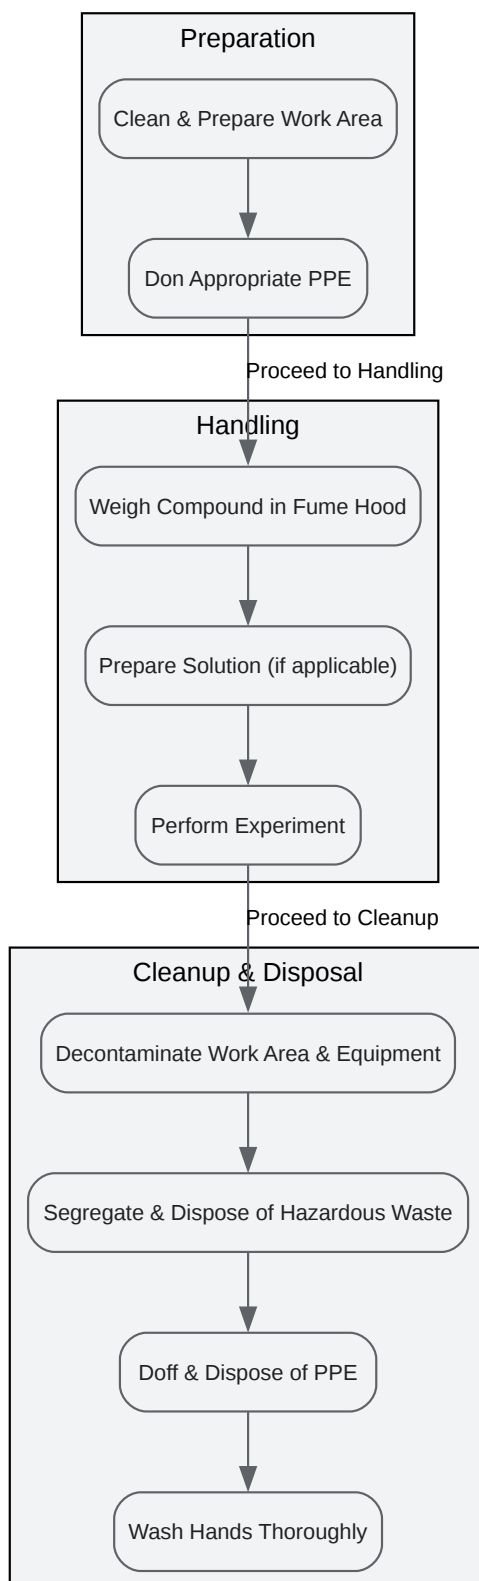 Preparation
Clean & Prepare Work Area
Don Appropriate PPE
Proceed to Handling
Handling
Weigh Compound in Fume Hood
Prepare Solution (if applicable)
Perform Experiment
Proceed to Cleanup
Cleanup & Disposal
Decontaminate Work Area & Equipment
Segregate & Dispose of Hazardous Waste
Doff & Dispose of PPE
Wash Hands Thoroughly